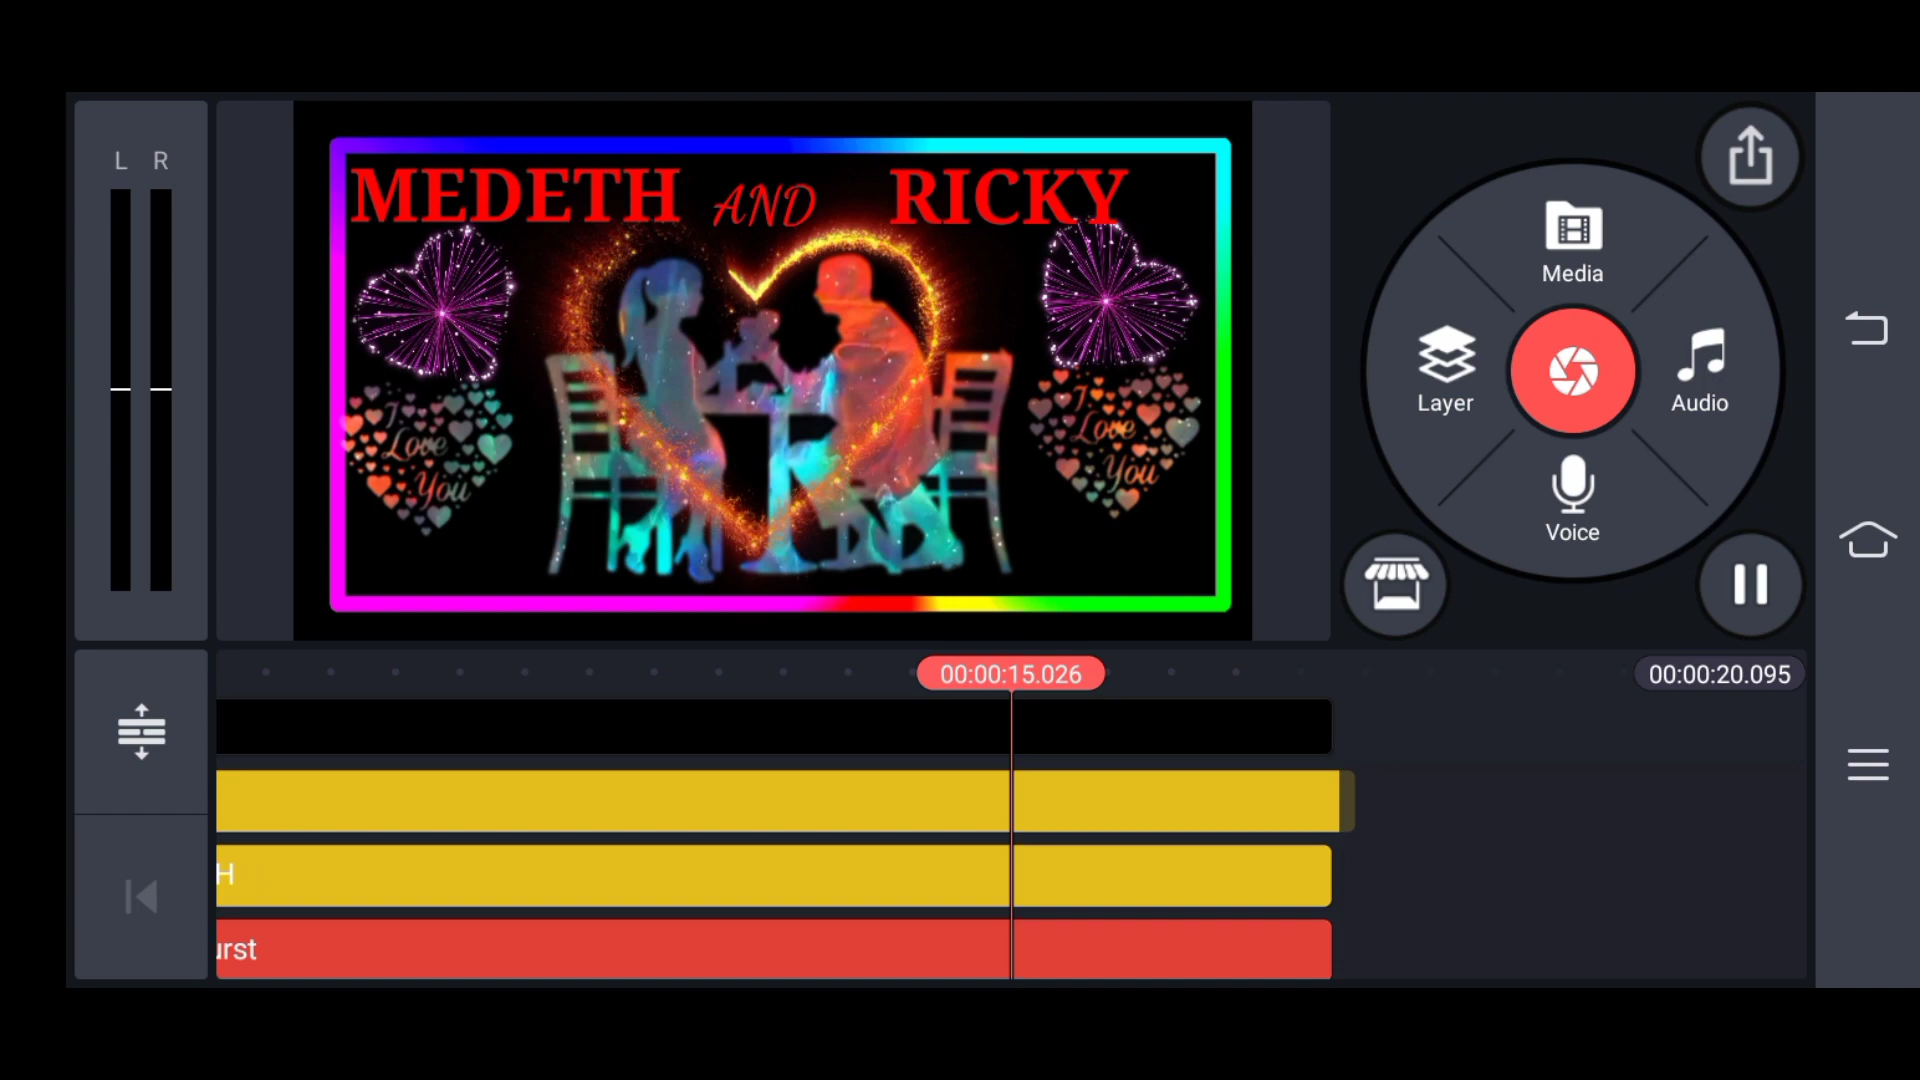 L R
MEDETH AND RICKY
I
Love
You
I
Love
You
Media
Layer
Audio
Voice
00:00:15.026
00:00:20.095
H
urst